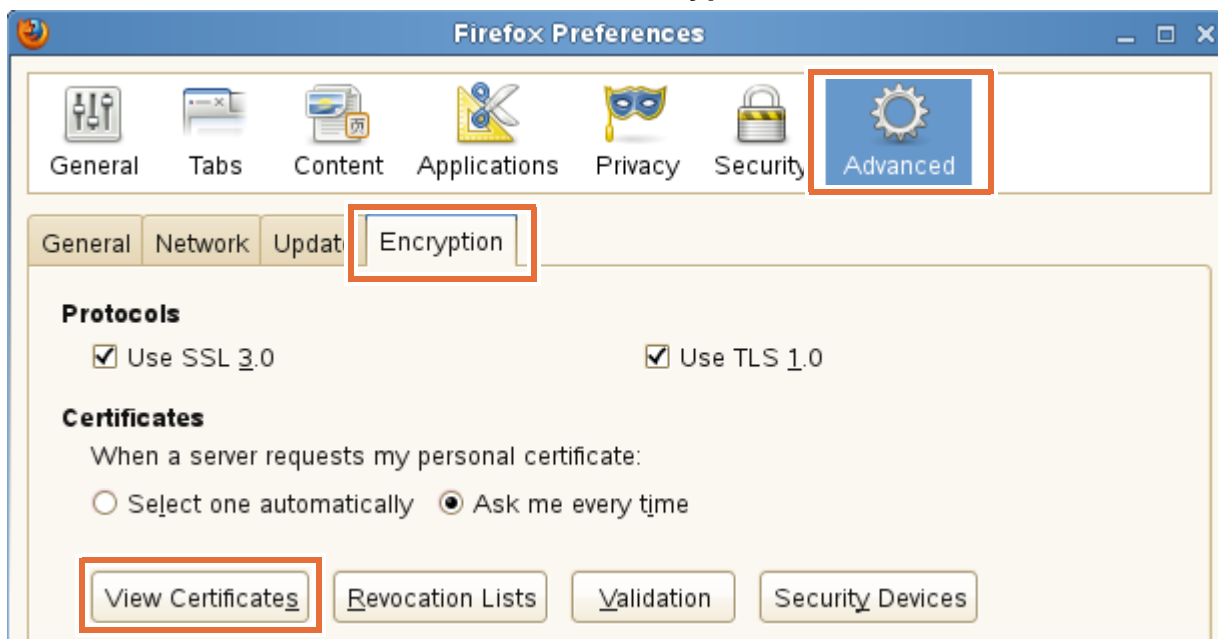 Firefox Preferences
General Tabs Content Applications Privacy Security Advanced
General Network Updat Encryption
Protocols
Use SSL 3.0 Use TLS 1.0
Certificates
When a server requests my personal certificate:
Select one automatically Ask me every time
View Certificates Revocation Lists Validation Security Devices